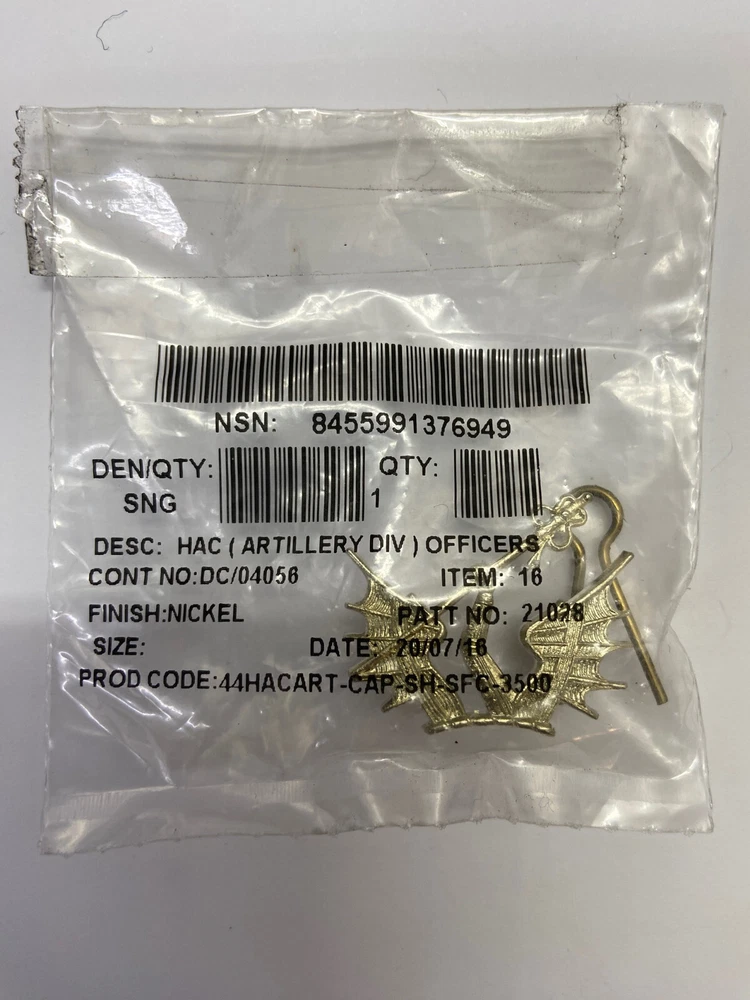 NSN: 8455991376949
DEN/QTY: QTY:
SNG 1
DESC: HAC ( ARTILLERY DIV ) OFFICERS
CONT NO:DC/04056 ITEM: 16
FINISH:NICKEL PATT NO: 21028
SIZE: DATE: 20/07/16
PROD CODE:44HACART-CAP-SH-SFC-3500